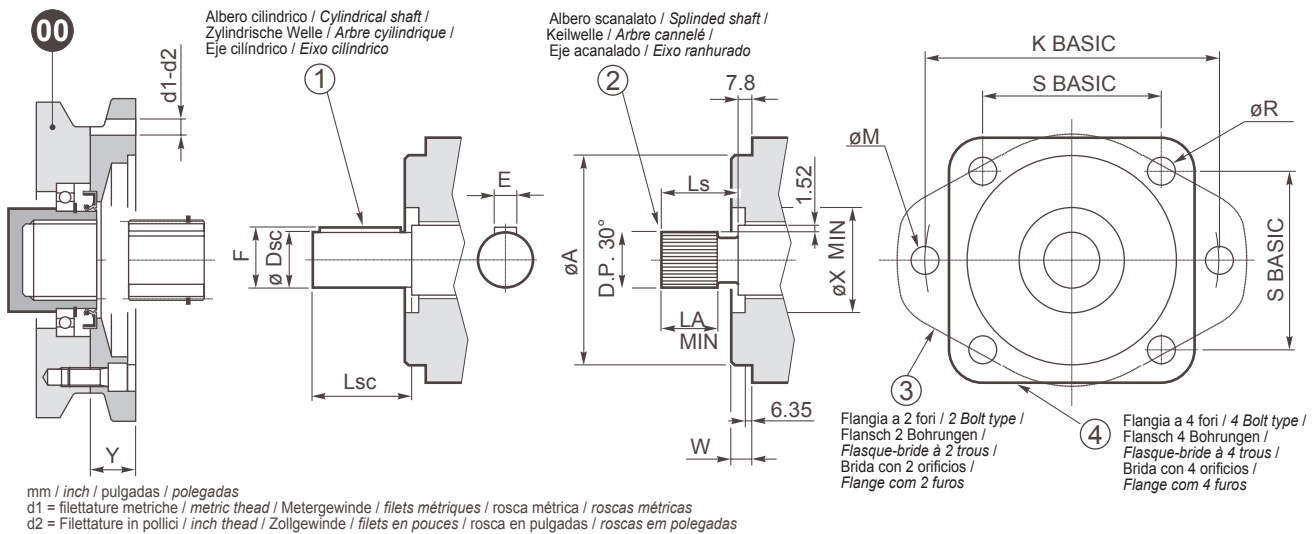 00
d1-d2
Y
Albero cilindrico / Cylindrical shaft /
Zylindrische Welle / Arbre cyilindrique /
Eje cilíndrico / Eixo cilíndrico
1
F
ø Dsc
E
Lsc
Albero scanalato / Splinded shaft /
Keilwelle / Arbre cannelé /
Eje acanalado / Eixo ranhurado
2
7.8
Ls
1.52
øA
D.P. 30°
øX MIN
LA
MIN
6.35
W
K BASIC
S BASIC
øR
øM
S BASIC
3
Flangia a 2 fori / 2 Bolt type /
Flansch 2 Bohrungen /
Flasque-bride à 2 trous /
Brida con 2 orificios /
Flange com 2 furos
4
Flangia a 4 fori / 4 Bolt type /
Flansch 4 Bohrungen /
Flasque-bride à 4 trous /
Brida con 4 orificios /
Flange com 4 furos
mm / inch / pulgadas / polegadas
d1 = filettature metriche / metric thead / Metergewinde / filets métriques / rosca métrica / roscas métricas
d2 = Filettature in pollici / inch thead / Zollgewinde / filets en pouces / rosca en pulgadas / roscas em polegadas